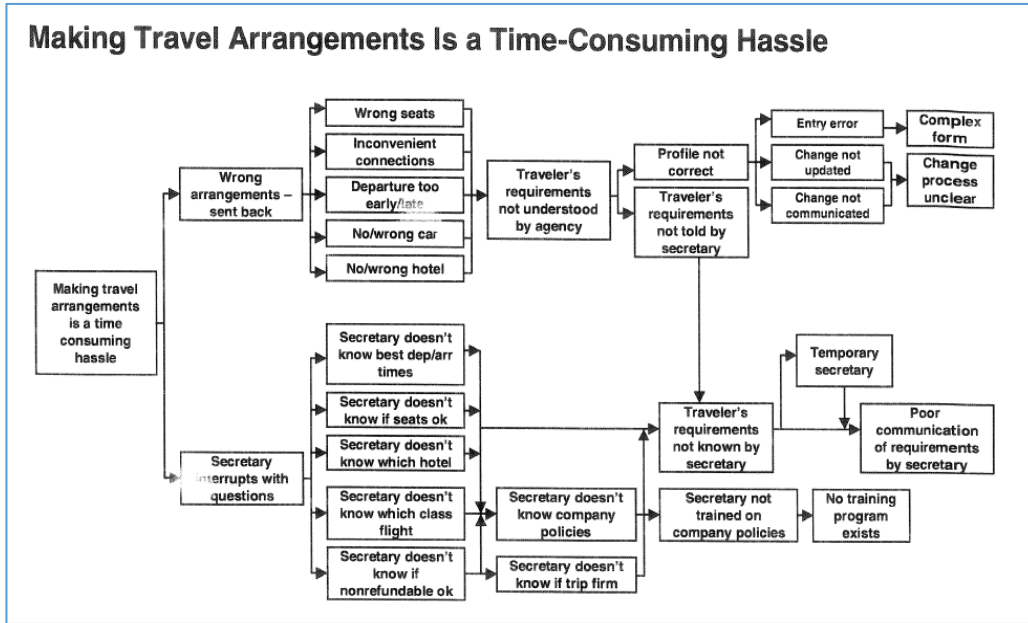 Making Travel Arrangements Is a Time-Consuming Hassle
Making travel
arrangements
is a time
consuming
hassle
Wrong
arrangements –
sent back
Wrong seats
Inconvenient
connections
Departure too
early/late
No/wrong car
No/wrong hotel
Traveler's
requirements
not understood
by agency
Profile not
correct
Traveler's
requirements
not told by
secretary
Entry error
Change not
updated
Change not
communicated
Complex
form
Change
process
unclear
Secretary
interrupts with
questions
Secretary doesn't
know best dep/arr
times
Secretary doesn't
know if seats ok
Secretary doesn't
know which hotel
Secretary doesn't
know which class
flight
Secretary doesn't
know if
nonrefundable ok
Secretary doesn't
know company
policies
Secretary doesn't
know if trip firm
Traveler's
requirements
not known by
secretary
Temporary
secretary
Poor
communication
of requirements
by secretary
Secretary not
trained on
company policies
No training
program
exists